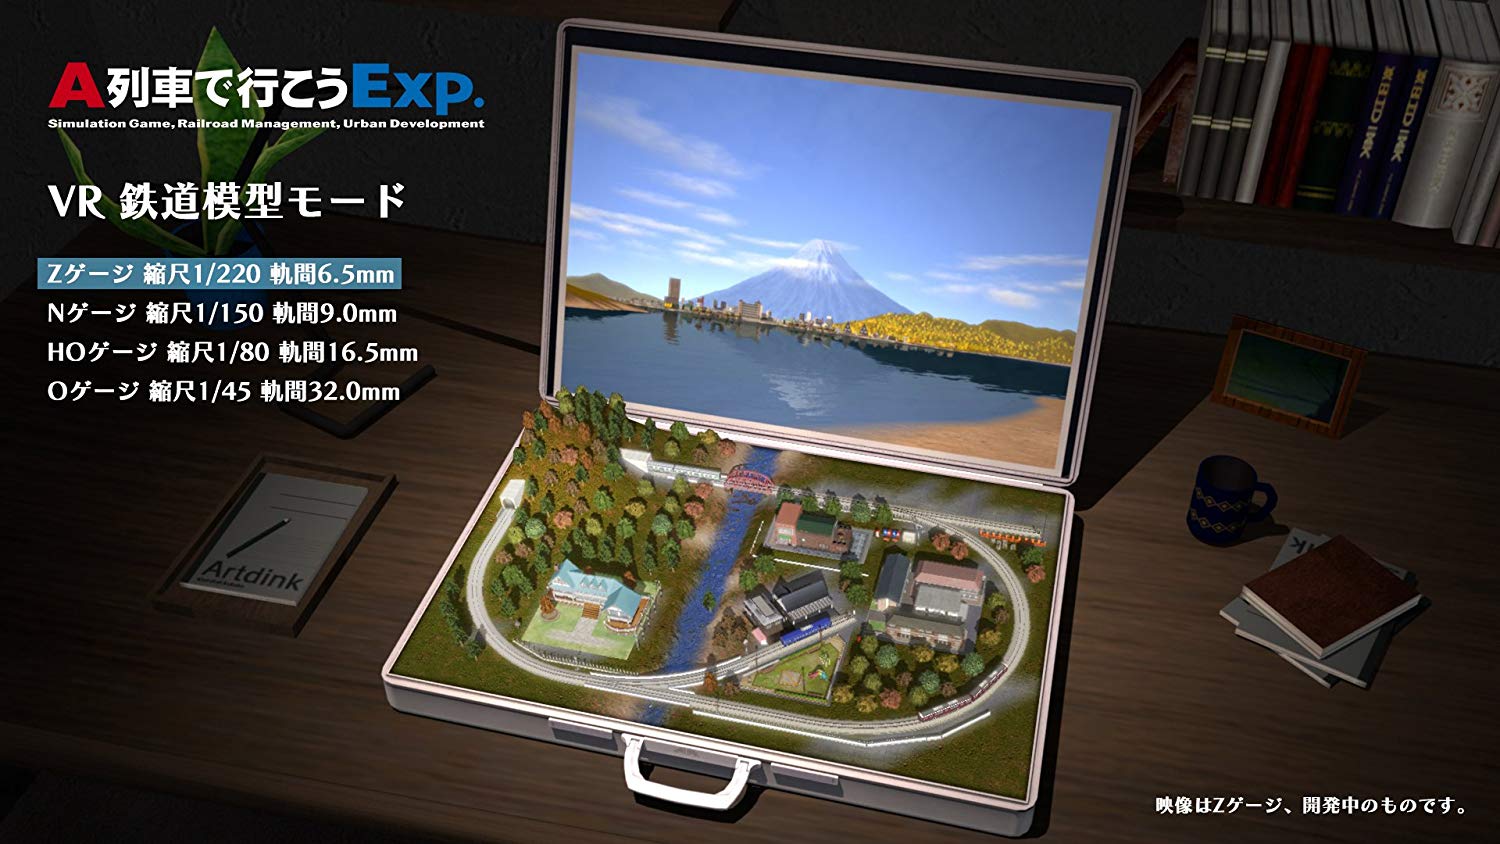 A列車で行こうExp.
Simulation Game, Railroad Management, Urban Development
VR 鉄道模型モード
Zゲージ 縮尺1/220 軌間6.5mm
Nゲージ 縮尺1/150 軌間9.0mm
HOゲージ 縮尺1/80 軌間16.5mm
Oゲージ 縮尺1/45 軌間32.0mm
Artdink
映像はZゲージ、開発中のものです。